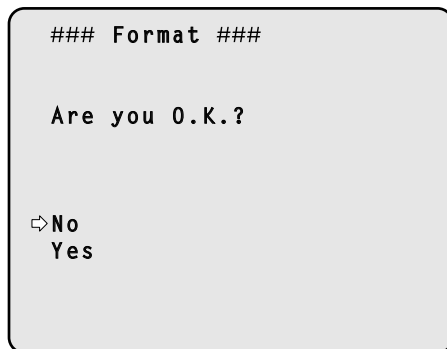 ### Format ###
Are you O.K.?
⇨No
Yes